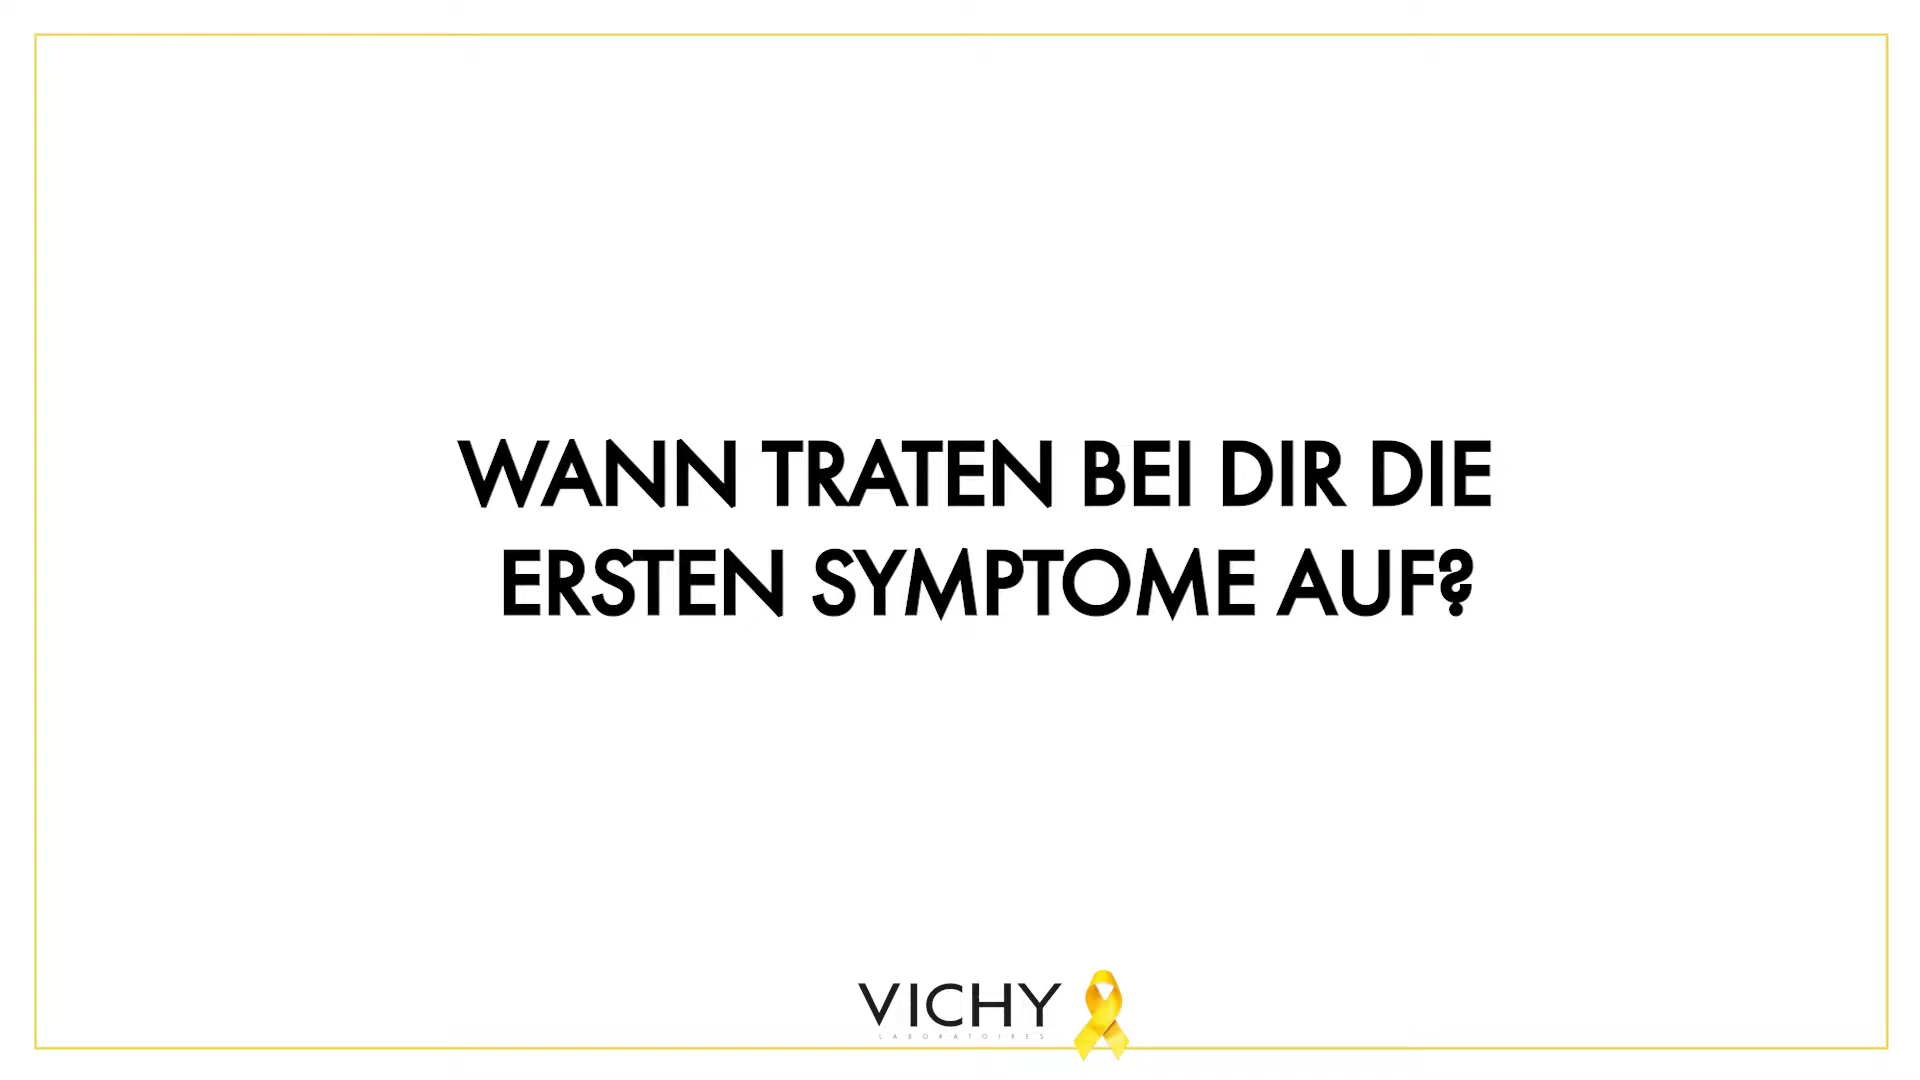 WANN TRATEN BEI DIR DIE
ERSTEN SYMPTOME AUF?
VICHY
LABORATOIRES